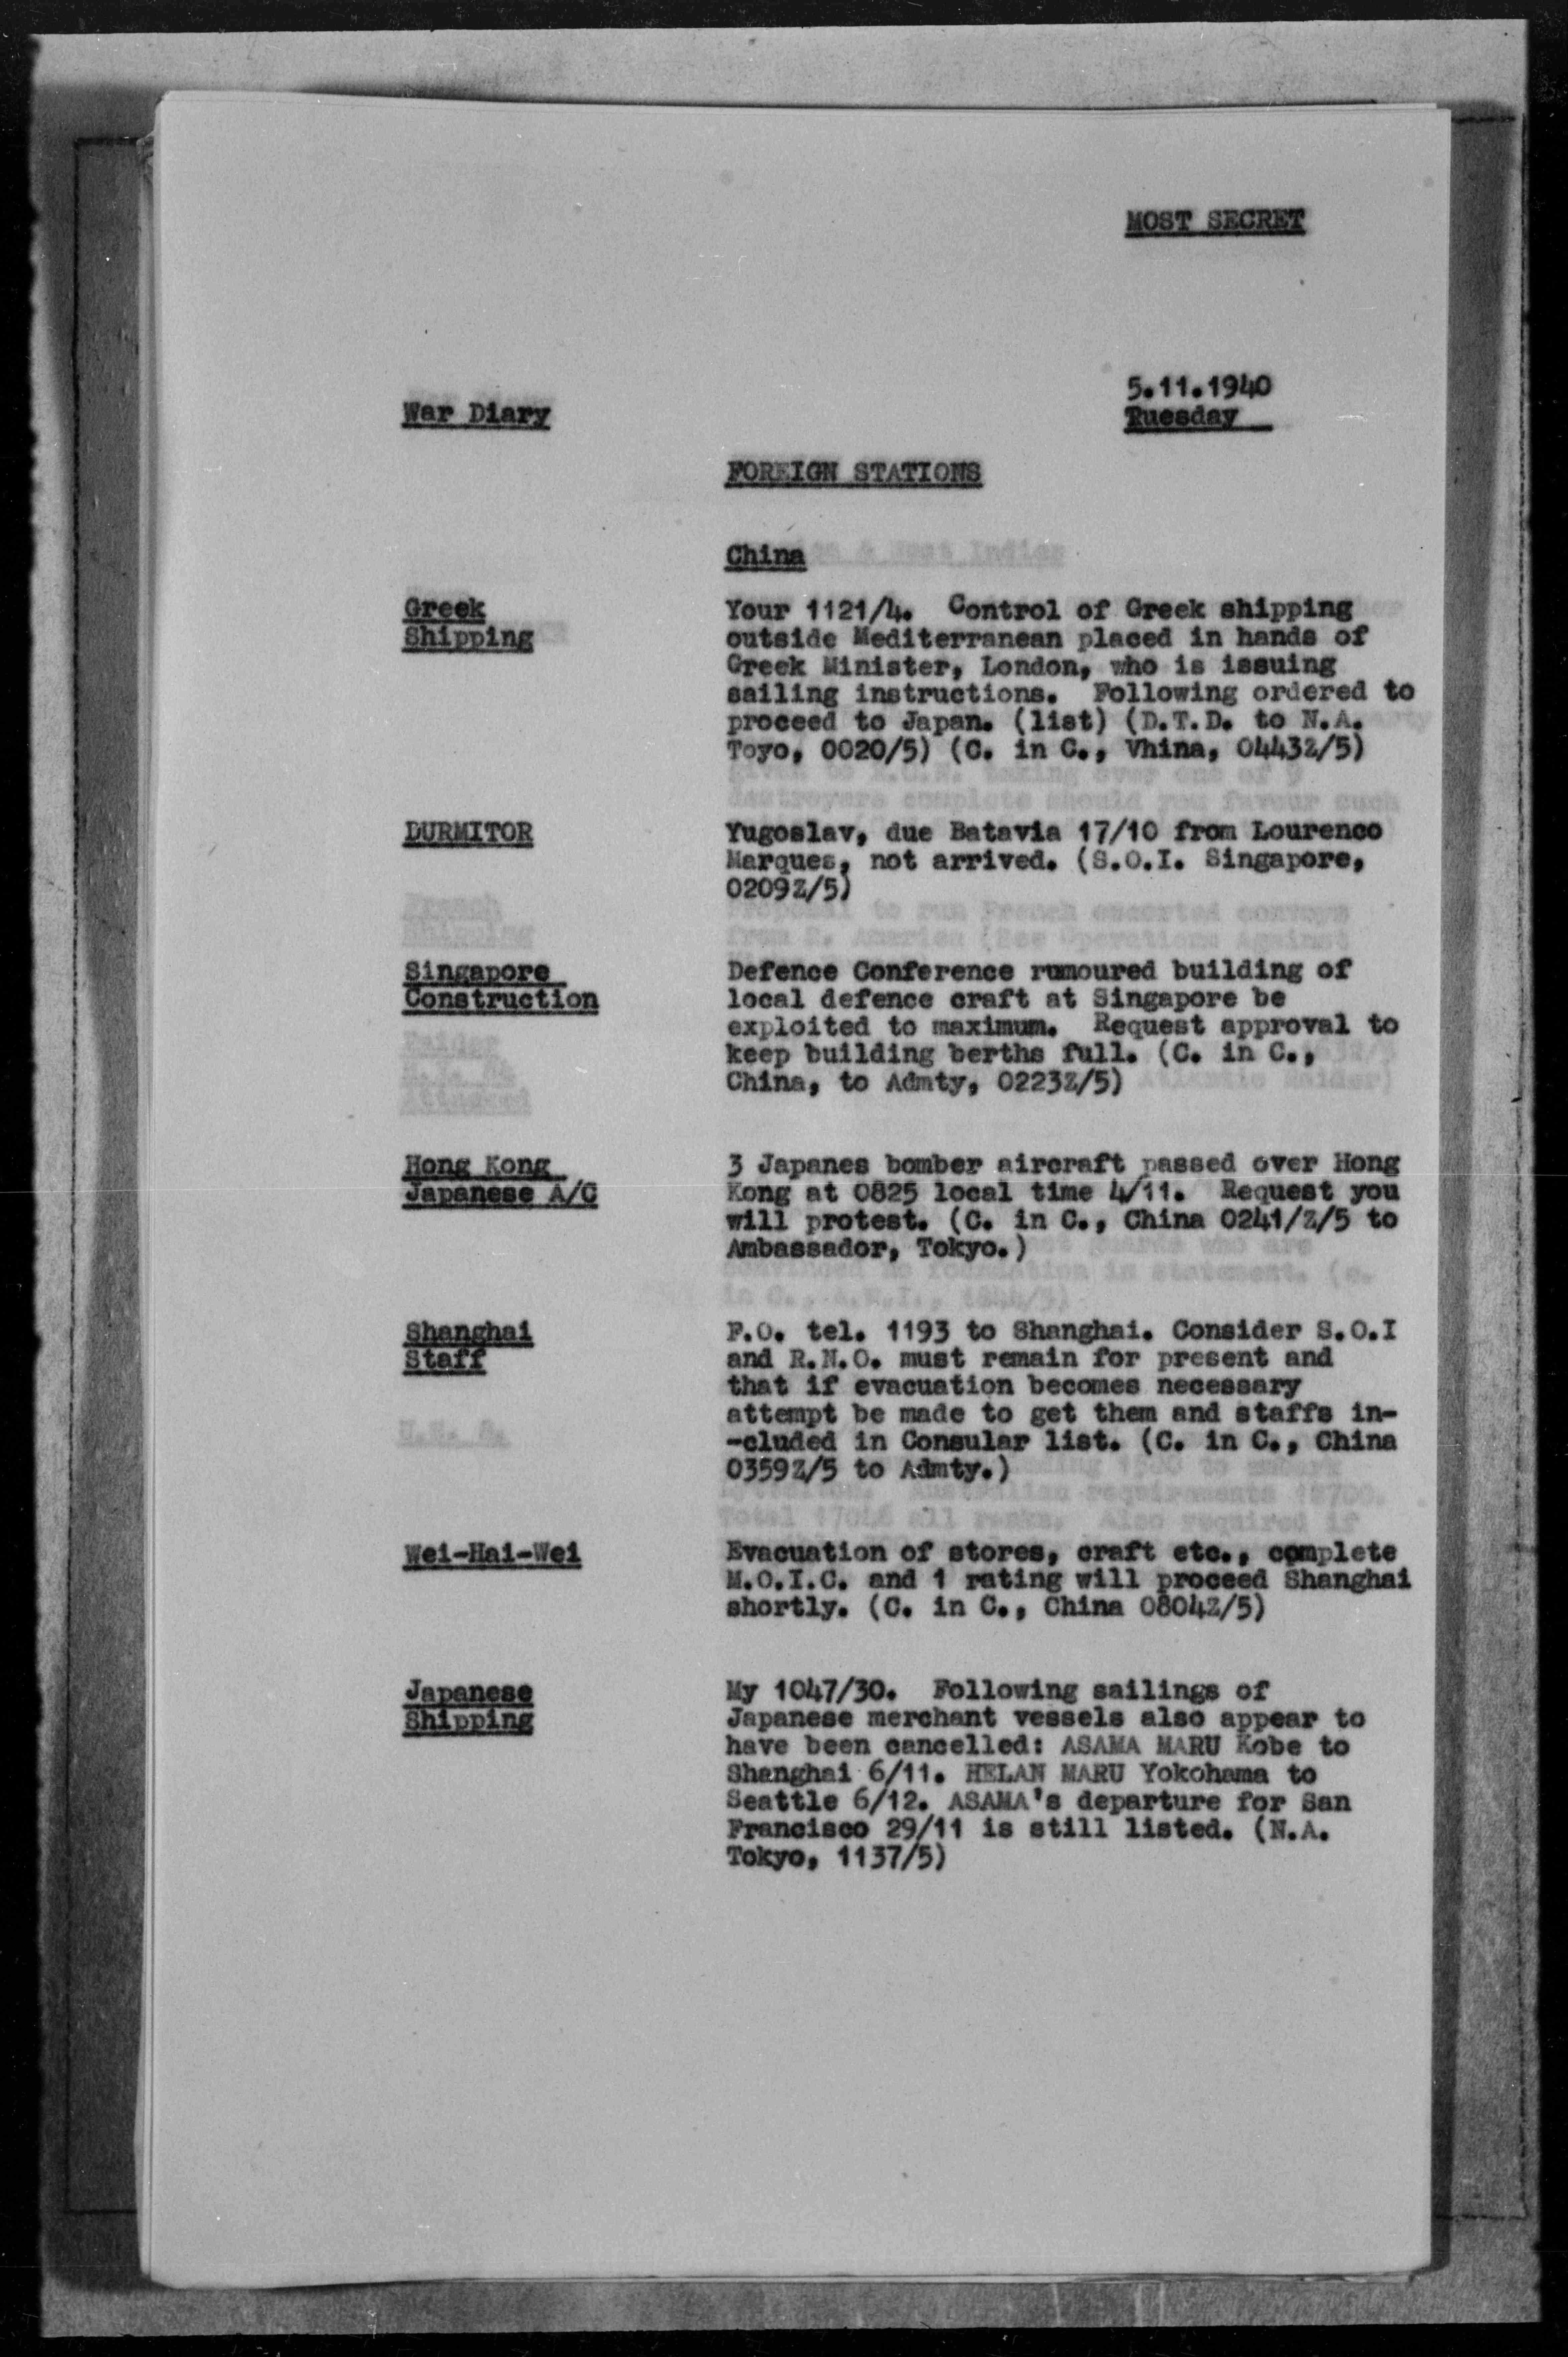 MOST SECRET
5.11.1940
War Diary
Tuesday
FOREIGN STATIONS
China
Greek
Shipping
Your 1121/4. Control of Greek shipping
outside Mediterranean placed in hands of
Greek Minister, London, who is issuing
sailing instructions. Following ordered to
proceed to Japan. (list) (D.T.D. to N.A.
Toyo, 0020/5) (C. in C., Vhina, 0443Z/5)
DURMITOR
Yugoslav, due Batavia 17/10 from Lourenco
Marques, not arrived. (S.O.I. Singapore,
0209Z/5)
Singapore
Construction
Defence Conference rumoured building of
local defence craft at Singapore be
exploited to maximum. Request approval to
keep building berths full. (C. in C.,
China, to Admty, 0223Z/5)
Hong Kong
Japanese A/C
3 Japanes bomber aircraft passed over Hong
Kong at 0825 local time 4/11. Request you
will protest. (C. in C., China 0241/Z/5 to
Ambassador, Tokyo.)
Shanghai
Staff
F.O. tel. 1193 to Shanghai. Consider S.O.I
and R.N.O. must remain for present and
that if evacuation becomes necessary
attempt be made to get them and staffs in-
-cluded in Consular list. (C. in C., China
0359Z/5 to Admty.)
Wei-Hai-Wei
Evacuation of stores, craft etc., complete
M.O.I.C. and 1 rating will proceed Shanghai
shortly. (C. in C., China 0804Z/5)
Japanese
Shipping
My 1047/30. Following sailings of
Japanese merchant vessels also appear to
have been cancelled: ASAMA MARU Kobe to
Shanghai 6/11. HELAN MARU Yokohama to
Seattle 6/12. ASAMA's departure for San
Francisco 29/11 is still listed. (N.A.
Tokyo, 1137/5)